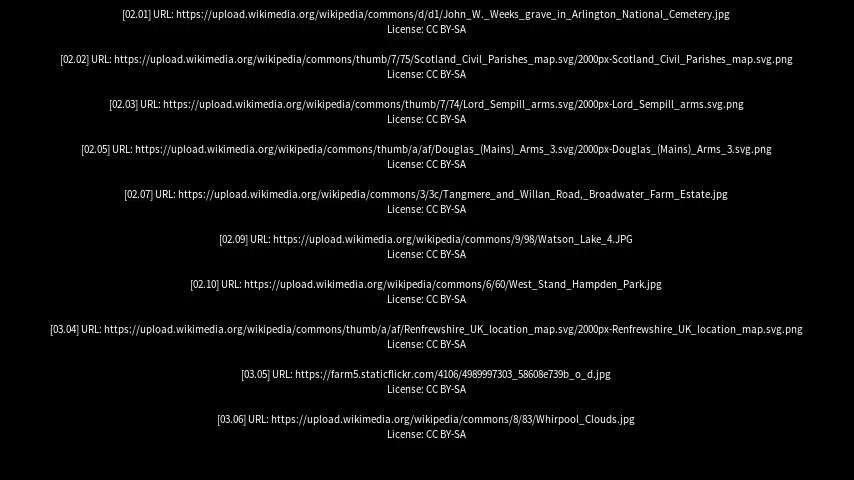 [02.01] URL: https://upload.wikimedia.org/wikipedia/commons/d/d1/John_W._Weeks_grave_in_Arlington_National_Cemetery.jpg
License: CC BY-SA
[02.02] URL: https://upload.wikimedia.org/wikipedia/commons/thumb/7/75/Scotland_Civil_Parishes_map.svg/2000px-Scotland_Civil_Parishes_map.svg.png
License: CC BY-SA
[02.03] URL: https://upload.wikimedia.org/wikipedia/commons/thumb/7/74/Lord_Sempill_arms.svg/2000px-Lord_Sempill_arms.svg.png
License: CC BY-SA
[02.05] URL: https://upload.wikimedia.org/wikipedia/commons/thumb/a/af/Douglas_(Mains)_Arms_3.svg/2000px-Douglas_(Mains)_Arms_3.svg.png
License: CC BY-SA
[02.07] URL: https://upload.wikimedia.org/wikipedia/commons/3/3c/Tangmere_and_Willan_Road,_Broadwater_Farm_Estate.jpg
License: CC BY-SA
[02.09] URL: https://upload.wikimedia.org/wikipedia/commons/9/98/Watson_Lake_4.JPG
License: CC BY-SA
[02.10] URL: https://upload.wikimedia.org/wikipedia/commons/6/60/West_Stand_Hampden_Park.jpg
License: CC BY-SA
[03.04] URL: https://upload.wikimedia.org/wikipedia/commons/thumb/a/af/Renfrewshire_UK_location_map.svg/2000px-Renfrewshire_UK_location_map.svg.png
License: CC BY-SA
[03.05] URL: https://farm5.staticflickr.com/4106/4989997303_58608e739b_o_d.jpg
License: CC BY-SA
[03.06] URL: https://upload.wikimedia.org/wikipedia/commons/8/83/Whirpool_Clouds.jpg
License: CC BY-SA